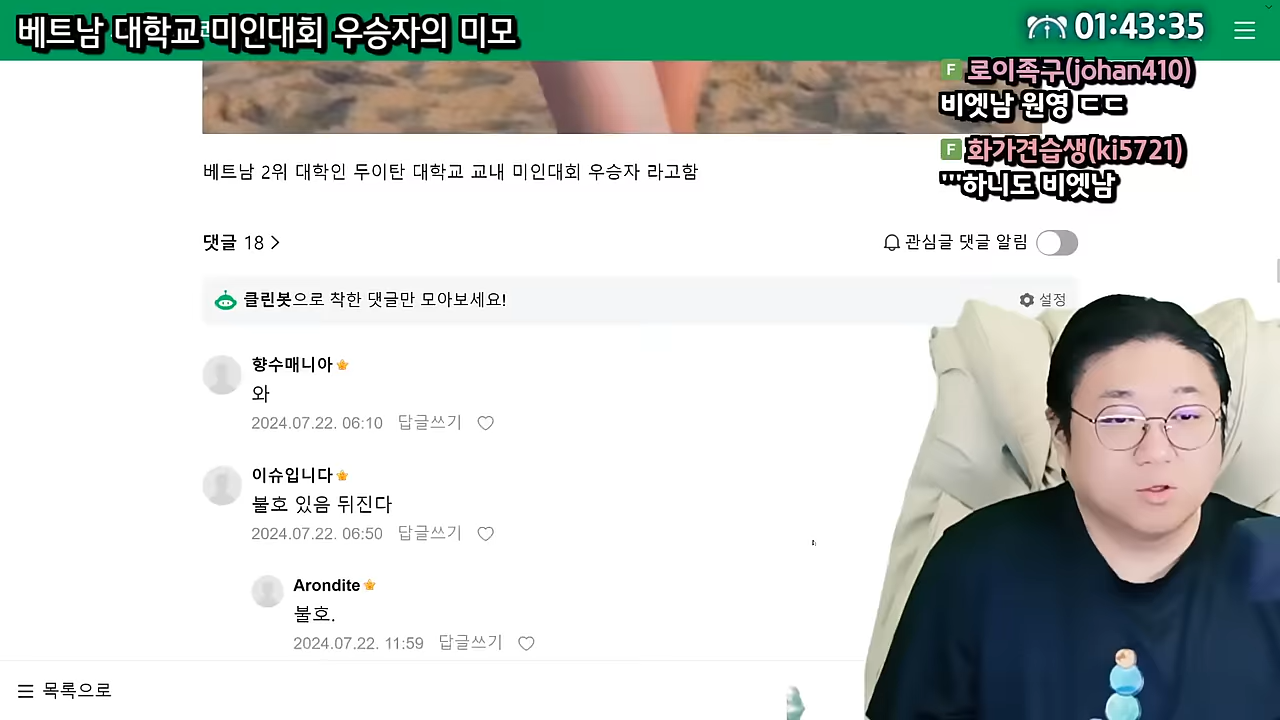 베트남 대학교 미인대회 우승자의 미모
01:43:35
F 로이족구(johan410)
비엣남 원영 ㄷㄷ
F 화가견습생(ki5721)
'''하니도 비엣남
베트남 2위 대학인 두이탄 대학교 교내 미인대회 우승자 라고함
댓글 18
관심글 댓글 알림
클린봇으로 착한 댓글만 모아보세요!
설정
향수매니아
와
2024.07.22. 06:10 답글쓰기
이슈입니다
불호 있음 뒤진다
2024.07.22. 06:50 답글쓰기
Arondite
불호.
2024.07.22. 11:59 답글쓰기
목록으로